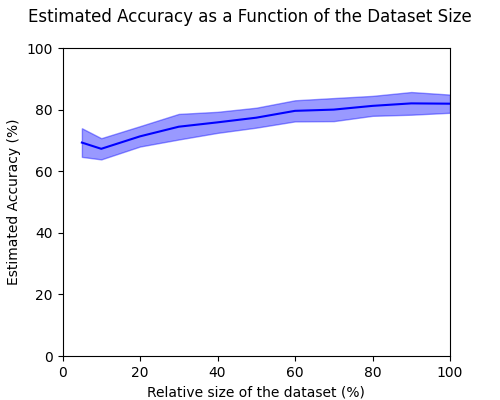 Estimated Accuracy as a Function of the Dataset Size
100
80
60
40
20
0
Estimated Accuracy (%)
0 20 40 60 80 100
Relative size of the dataset (%)